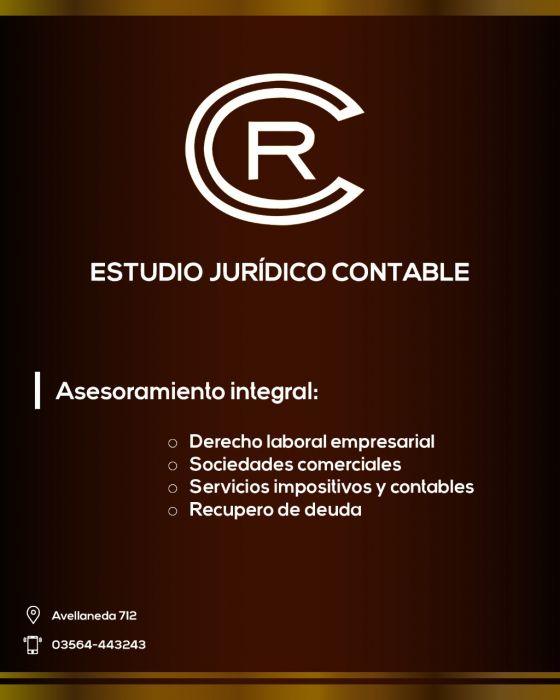 CR
ESTUDIO JURÍDICO CONTABLE
Asesoramiento integral:
○ Derecho laboral empresarial
○ Sociedades comerciales
○ Servicios impositivos y contables
○ Recupero de deuda
Avellaneda 712
03564-443243